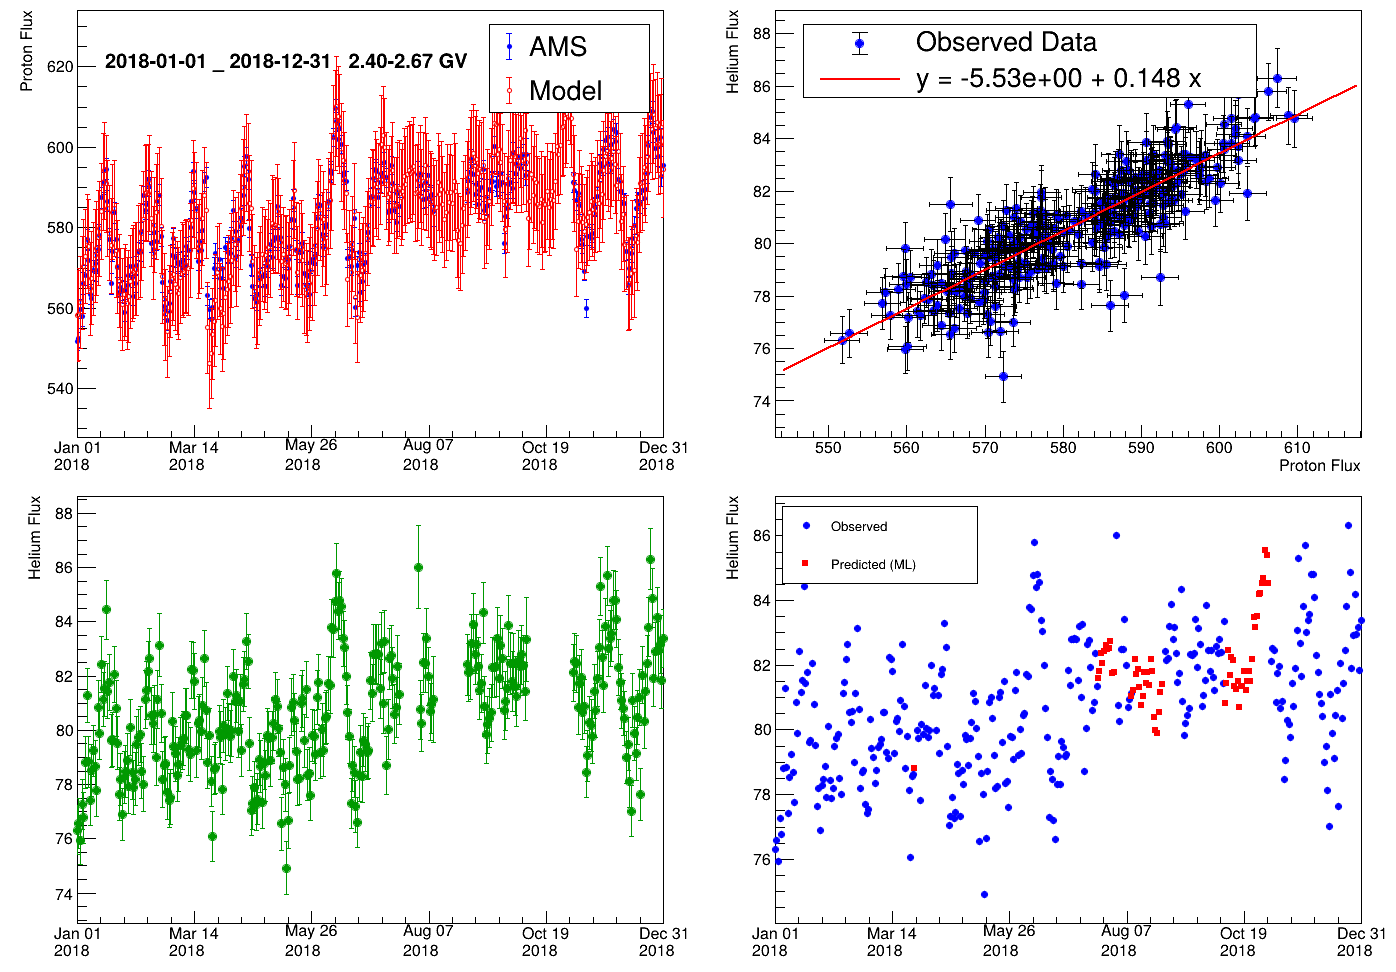 Proton Flux
2018-01-01 _ 2018-12-31 2.40-2.67 GV
AMS
Model
620
600
580
560
540
Jan 01
2018
Mar 14
2018
May 26
2018
Aug 07
2018
Oct 19
2018
Dec 31
2018
Helium Flux
Observed Data
y = -5.53e+00 + 0.148 x
88
86
84
82
80
78
76
74
550
560
570
580
590
600
610
Proton Flux
Helium Flux
88
86
84
82
80
78
76
74
Jan 01
2018
Mar 14
2018
May 26
2018
Aug 07
2018
Oct 19
2018
Dec 31
2018
Helium Flux
Observed
Predicted (ML)
86
84
82
80
78
76
Jan 01
2018
Mar 14
2018
May 26
2018
Aug 07
2018
Oct 19
2018
Dec 31
2018